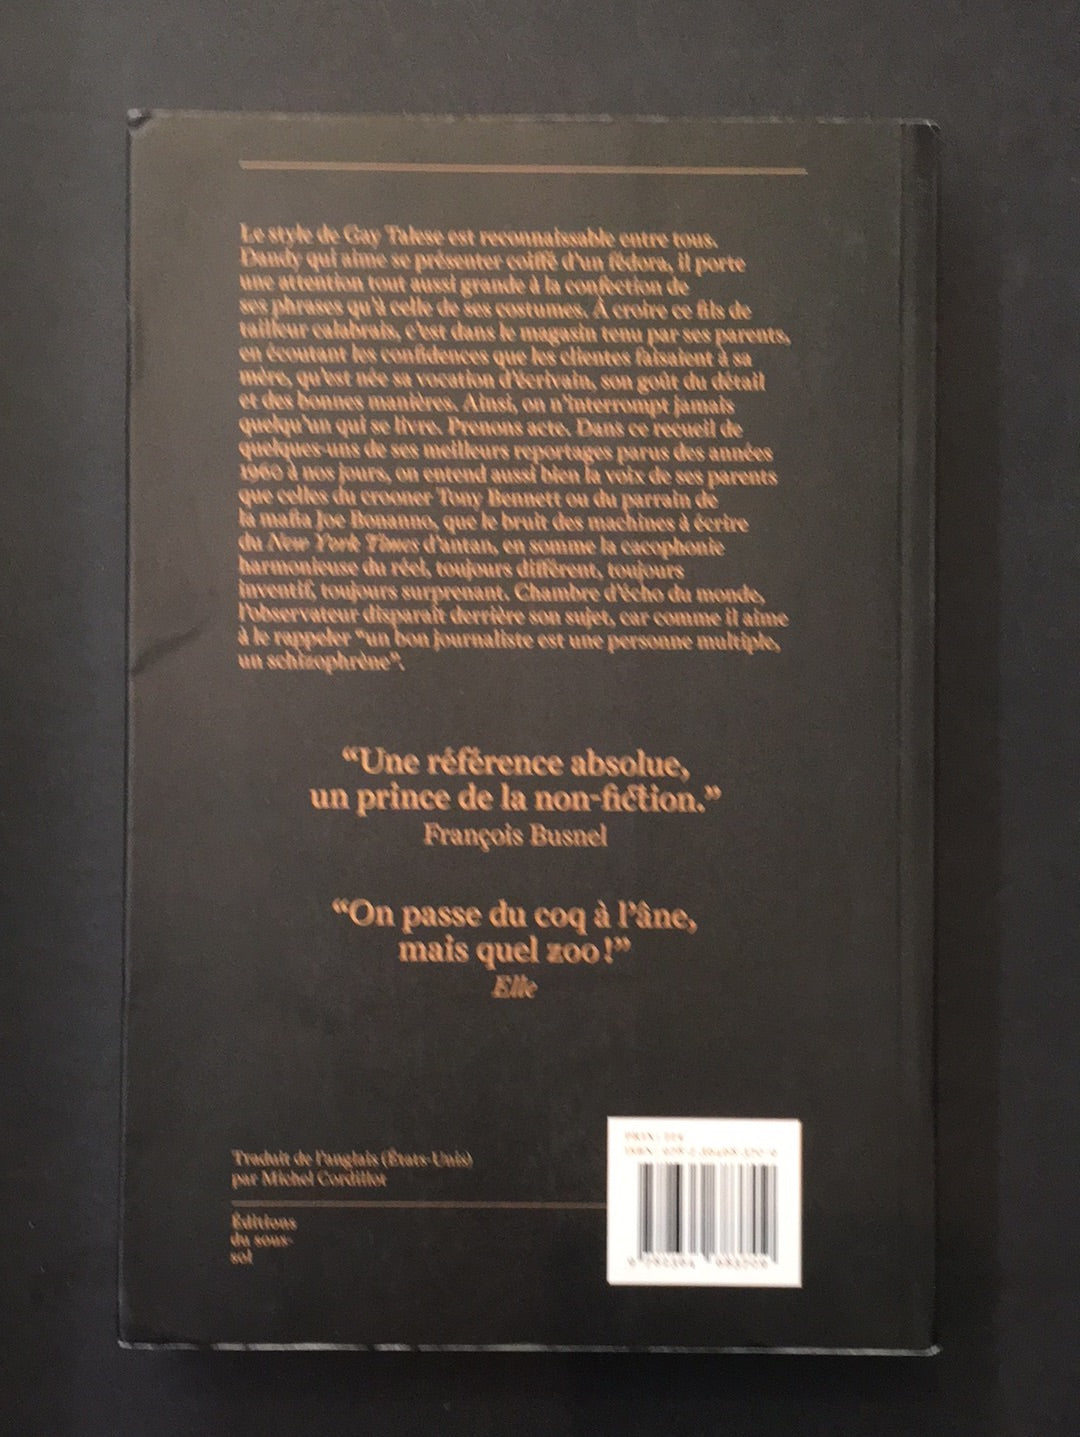 Le style de Gay Talese est reconnaissable entre tous.
Dandy qui aime se présenter coiffé d'un fédora, il porte
une attention tout aussi grande à la confection de
ses phrases qu'à celle de ses costumes. À croire ce fils de
tailleur calabrais, c'est dans le magasin tenu par ses parents,
en écoutant les confidences que les clientes faisaient à sa
mère, qu'est née sa vocation d'écrivain, son goût du détail
et des bonnes manières. Ainsi, on n'interrompt jamais
quelqu'un qui se livre. Prenons acte. Dans ce recueil de
quelques-uns de ses meilleurs reportages parus des années
1960 à nos jours, on entend aussi bien la voix de ses parents
que celles du crooner Tony Bennett ou du parrain de
la mafia Joe Bonanno, que le bruit des machines à écrire
du New York Times d'antan, en somme la cacophonie
harmonieuse du réel, toujours différent, toujours
inventif, toujours surprenant. Chambre d'écho du monde,
l'observateur disparaît derrière son sujet, car comme il aime
à le rappeler "un bon journaliste est une personne multiple,
un schizophrène".
"Une référence absolue,
un prince de la non-fiction."
François Busnel
"On passe du coq à l'âne,
mais quel zoo !"
Elle
Traduit de l'anglais (États-Unis)
par Michel Cordillot
Éditions
du sous-
sol
ISBN: